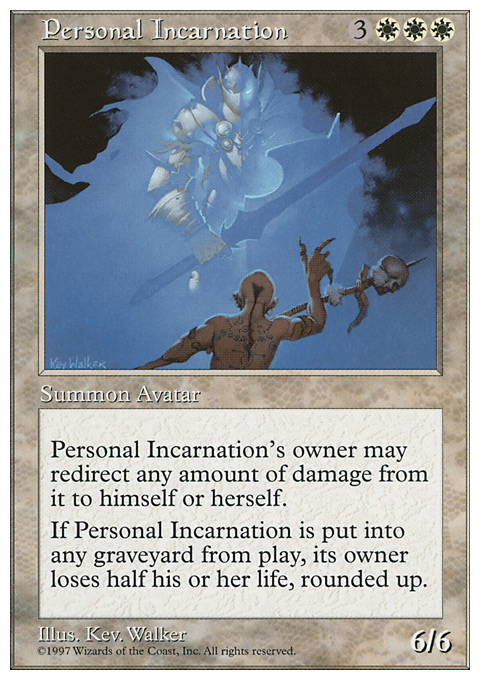 Personal Incarnation 3
KEV WALKER
Summon Avatar
Personal Incarnation's owner may
redirect any amount of damage from
it to himself or herself.
If Personal Incarnation is put into
any graveyard from play, its owner
loses half his or her life, rounded up.
Illus. Kev. Walker
6/6
©1997 Wizards of the Coast, Inc. All rights reserved.